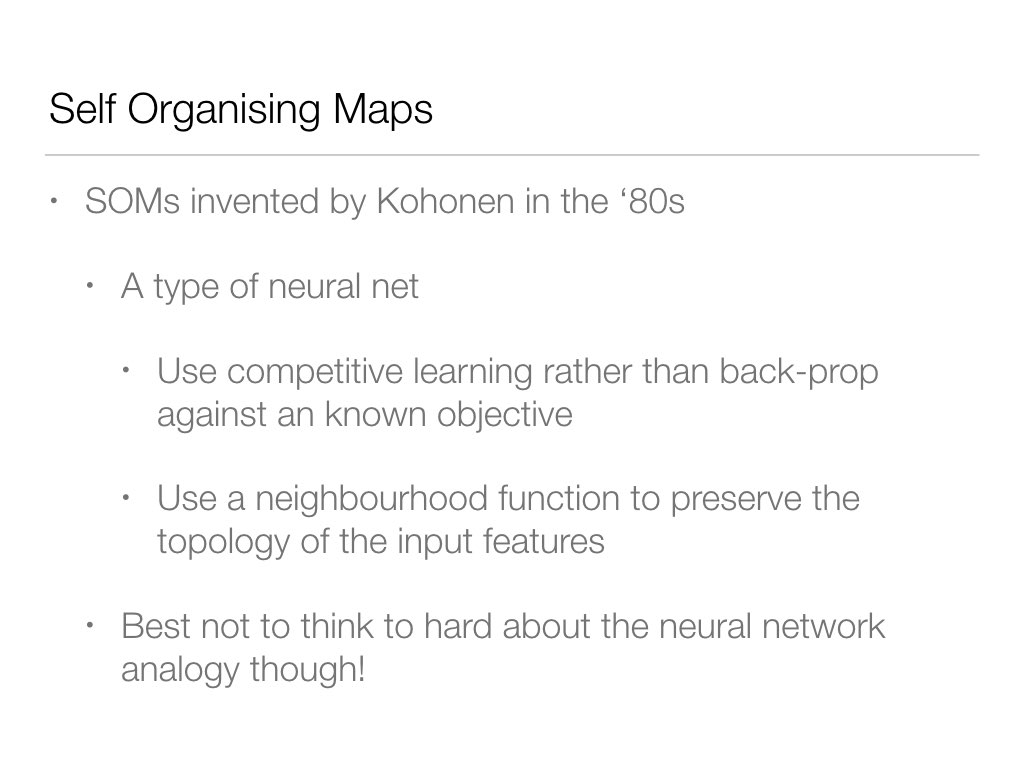 Self Organising Maps
• SOMs invented by Kohonen in the ‘80s
• A type of neural net
• Use competitive learning rather than back-prop
against an known objective
• Use a neighbourhood function to preserve the
topology of the input features
• Best not to think to hard about the neural network
analogy though!